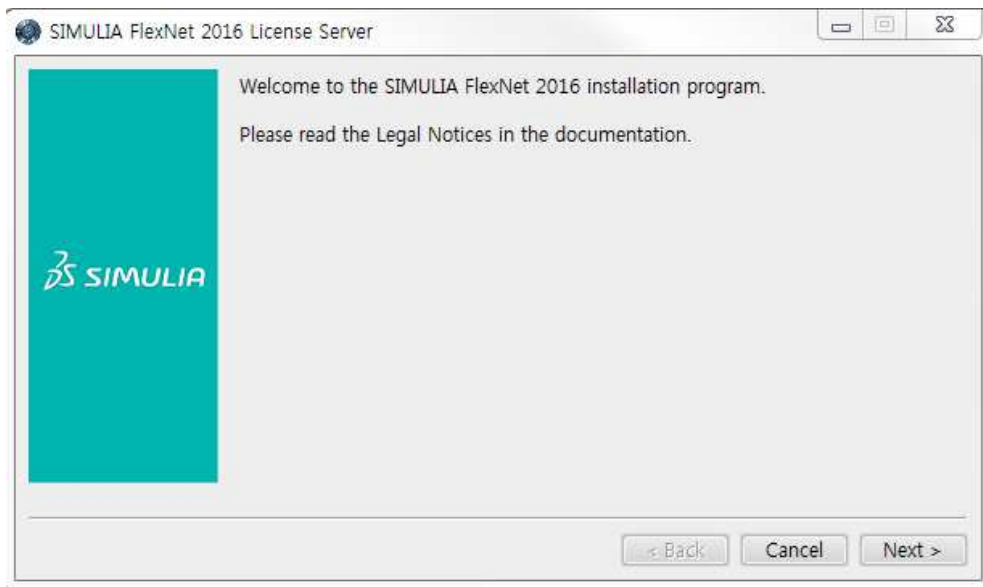 SIMULIA FlexNet 2016 License Server
Welcome to the SIMULIA FlexNet 2016 installation program.
Please read the Legal Notices in the documentation.
3DS SIMULIA
< Back Cancel Next >